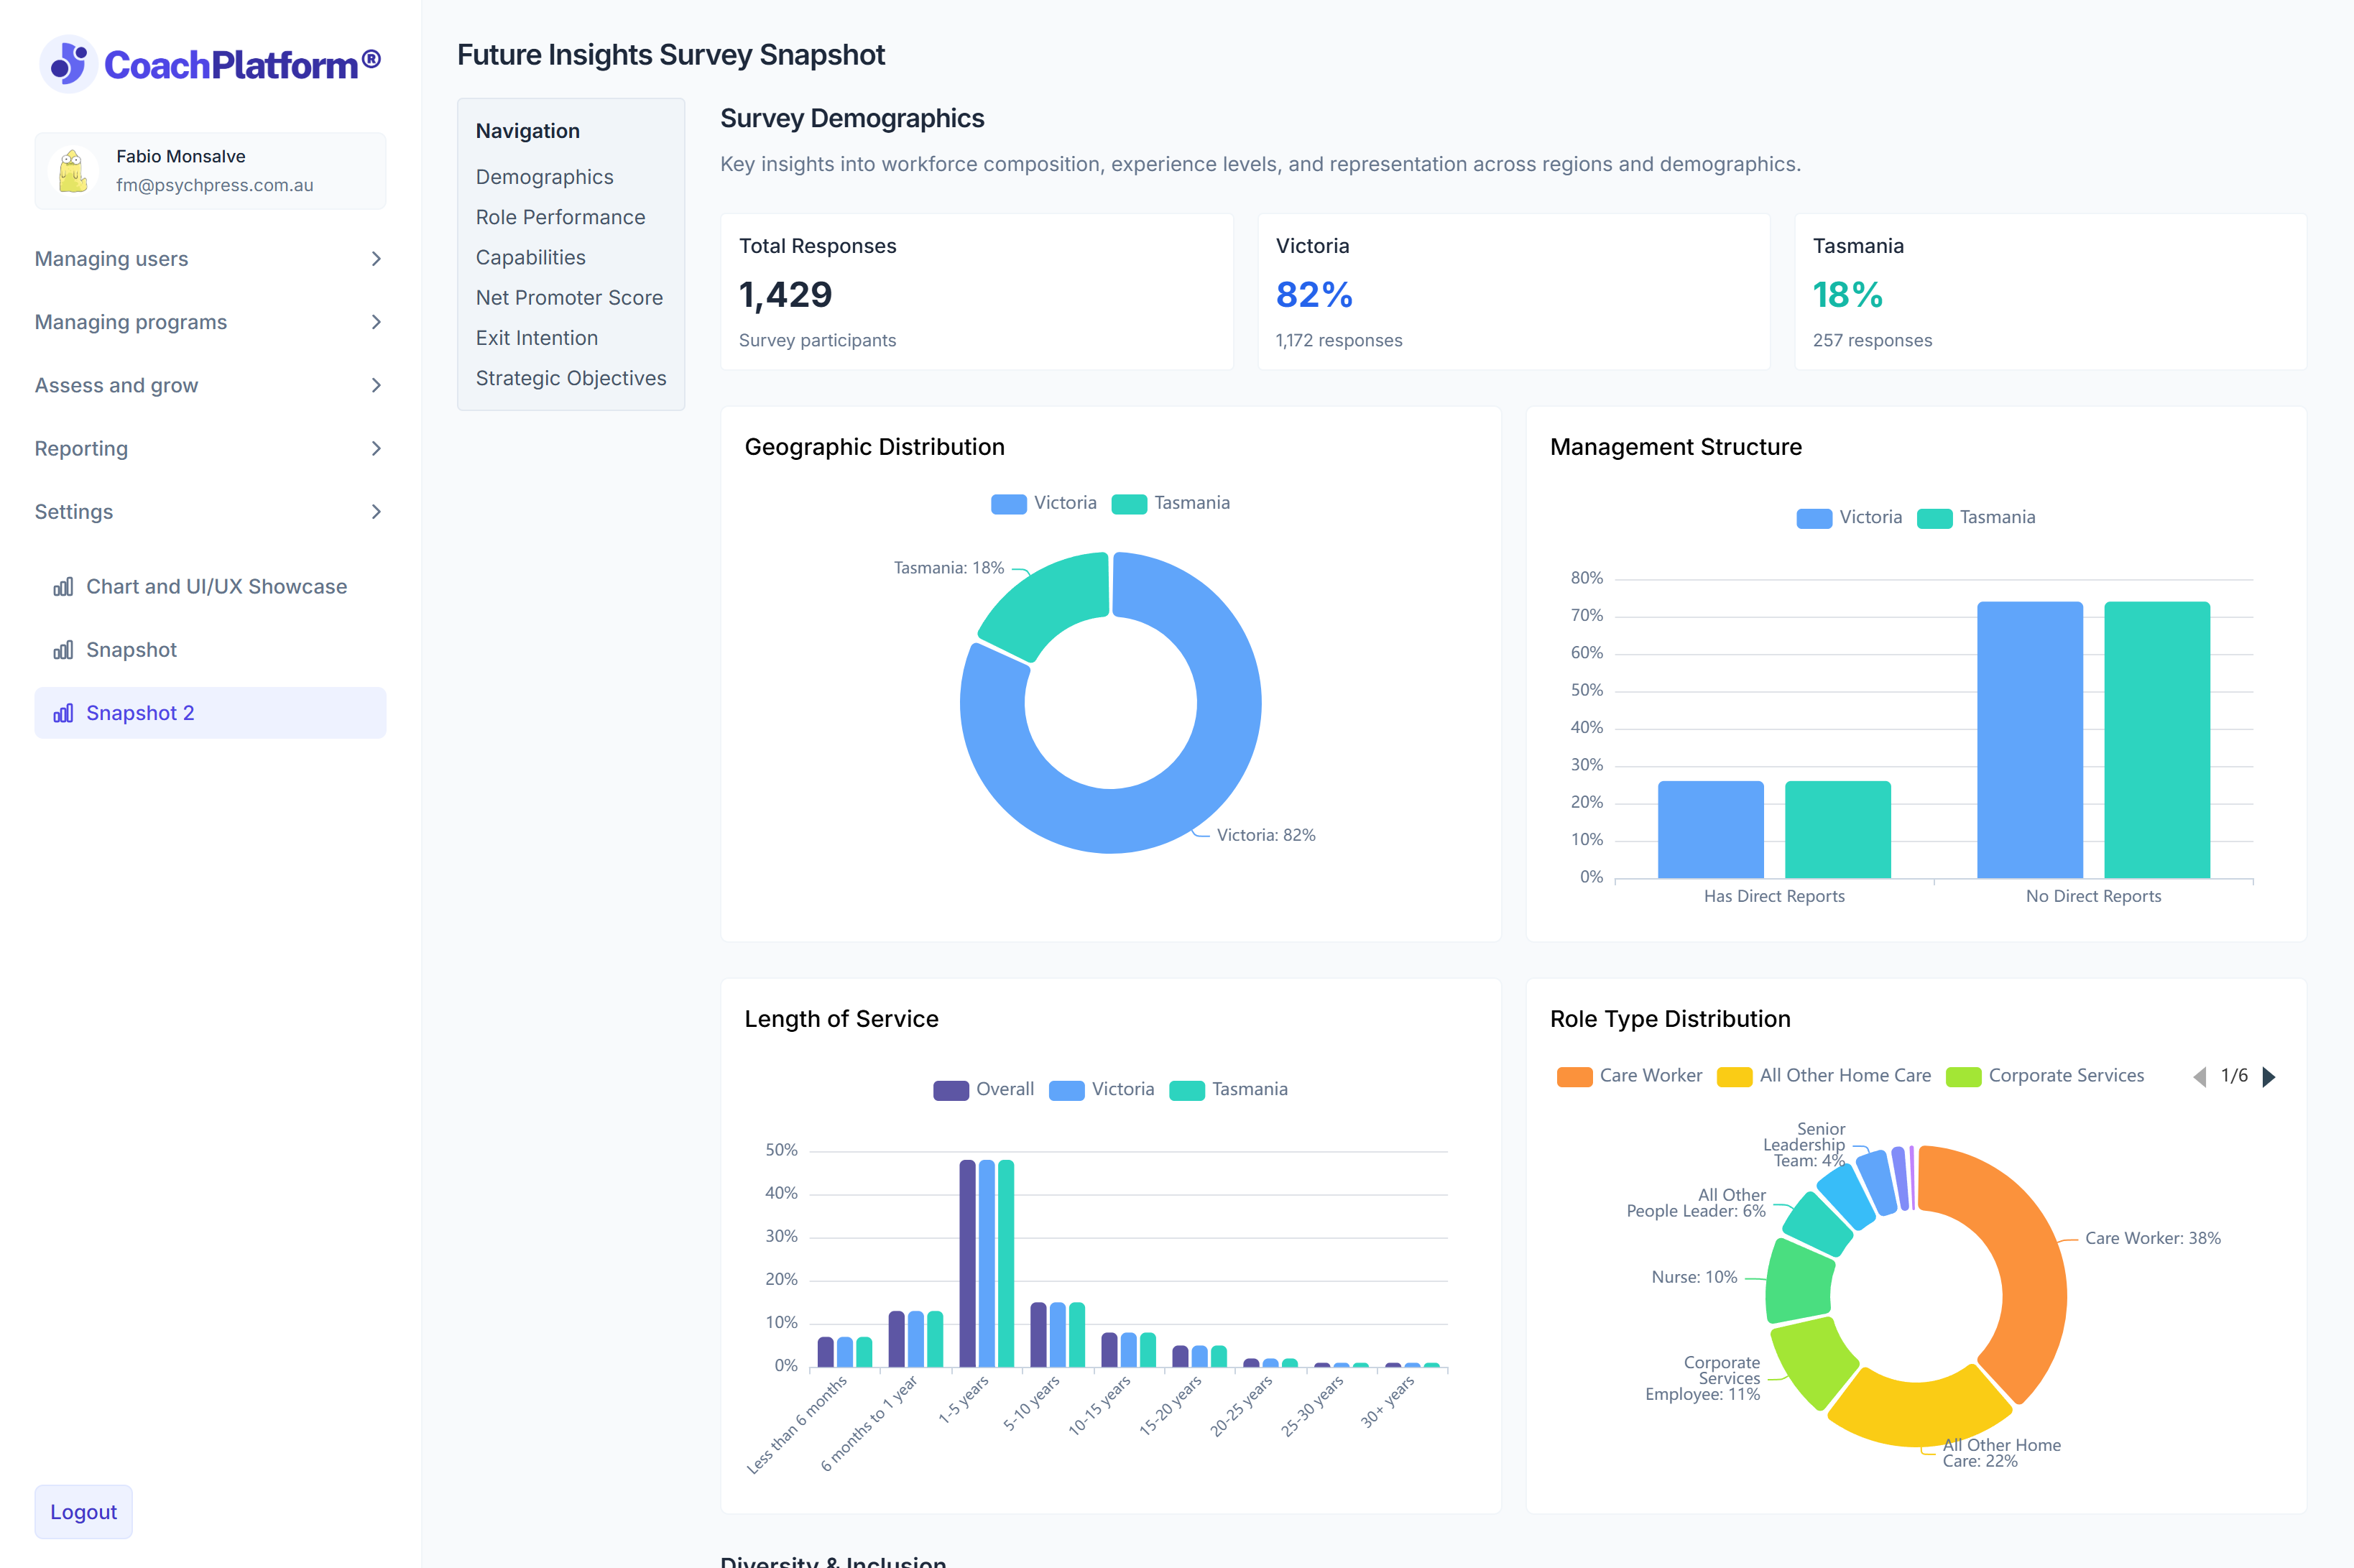 CoachPlatform®
Fabio Monsalve
fm@psychpress.com.au
Managing users
Managing programs
Assess and grow
Reporting
Settings
Chart and UI/UX Showcase
Snapshot
Snapshot 2
Logout
Future Insights Survey Snapshot
Navigation
Demographics
Role Performance
Capabilities
Net Promoter Score
Exit Intention
Strategic Objectives
Survey Demographics
Key insights into workforce composition, experience levels, and representation across regions and demographics.
Total Responses
1,429
Survey participants
Victoria
82%
1,172 responses
Tasmania
18%
257 responses
Geographic Distribution
Victoria
Tasmania
Tasmania: 18%
Victoria: 82%
Management Structure
Victoria
Tasmania
80%
70%
60%
50%
40%
30%
20%
10%
0%
Has Direct Reports
No Direct Reports
Length of Service
Overall
Victoria
Tasmania
50%
40%
30%
20%
10%
0%
Less than 6 months
6 months to 1 year
1-5 years
5-10 years
10-15 years
15-20 years
20-25 years
25-30 years
30+ years
Role Type Distribution
Care Worker
All Other Home Care
Corporate Services
1/6
Senior
Leadership
Team: 4%
All Other
People Leader: 6%
Nurse: 10%
Corporate
Services
Employee: 11%
Care Worker: 38%
All Other Home
Care: 22%
Diversity & Inclusion